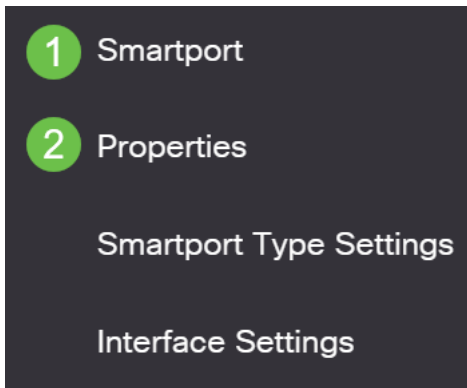 1 Smartport
2 Properties
Smartport Type Settings
Interface Settings